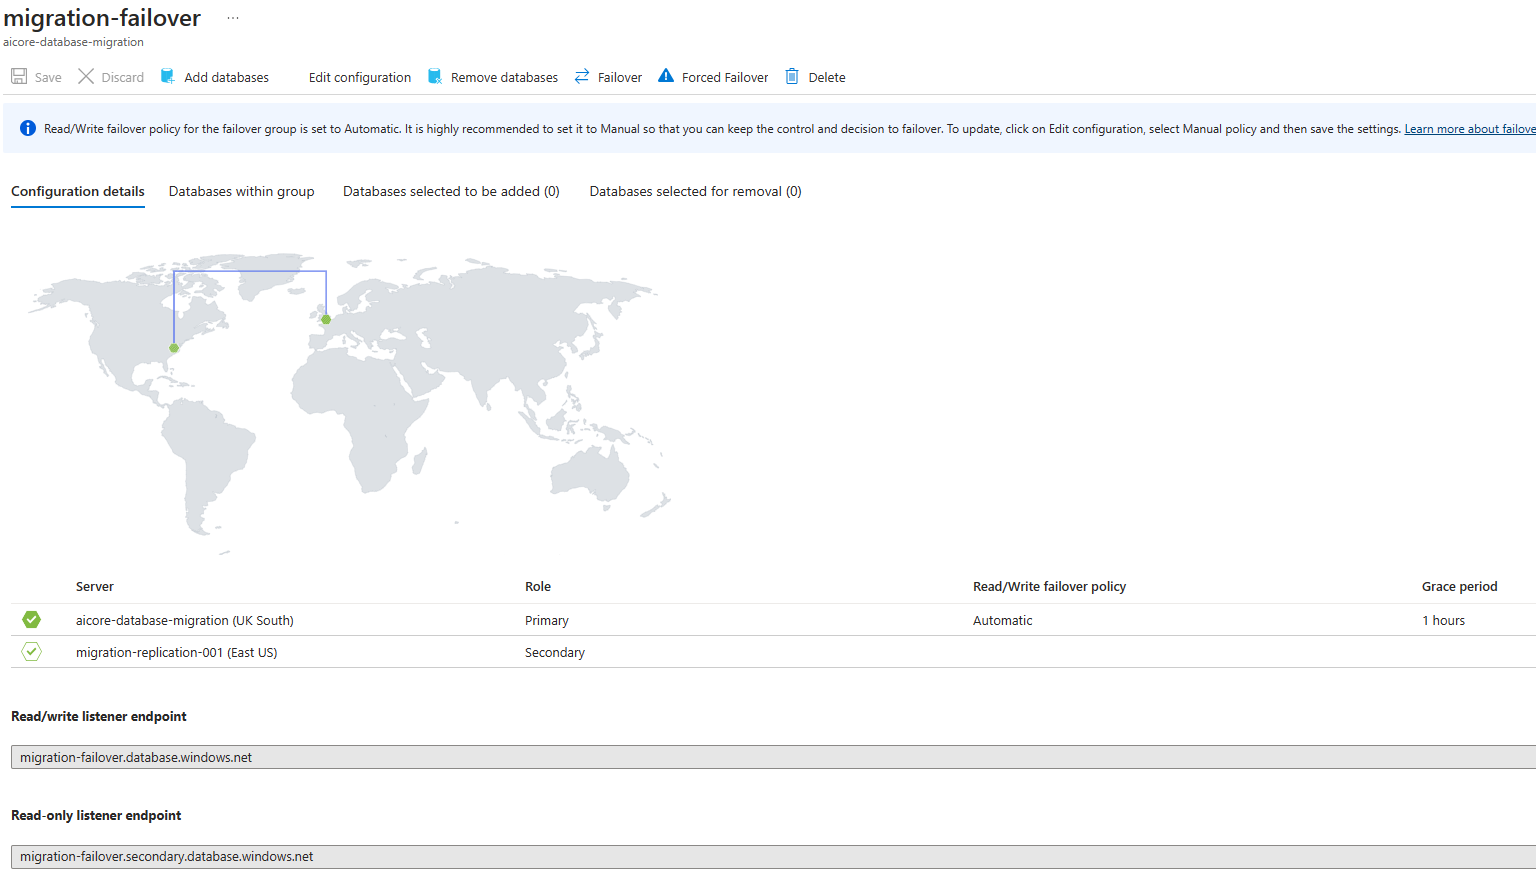 migration-failover ...
aicore-database-migration
Save Discard Add databases Edit configuration Remove databases Failover Forced Failover Delete
Read/Write failover policy for the failover group is set to Automatic. It is highly recommended to set it to Manual so that you can keep the control and decision to failover. To update, click on Edit configuration, select Manual policy and then save the settings. Learn more about failove
Configuration details Databases within group Databases selected to be added (0) Databases selected for removal (0)
Server Role Read/Write failover policy Grace period
aicore-database-migration (UK South) Primary Automatic 1 hours
migration-replication-001 (East US) Secondary
Read/write listener endpoint
migration-failover.database.windows.net
Read-only listener endpoint
migration-failover.secondary.database.windows.net